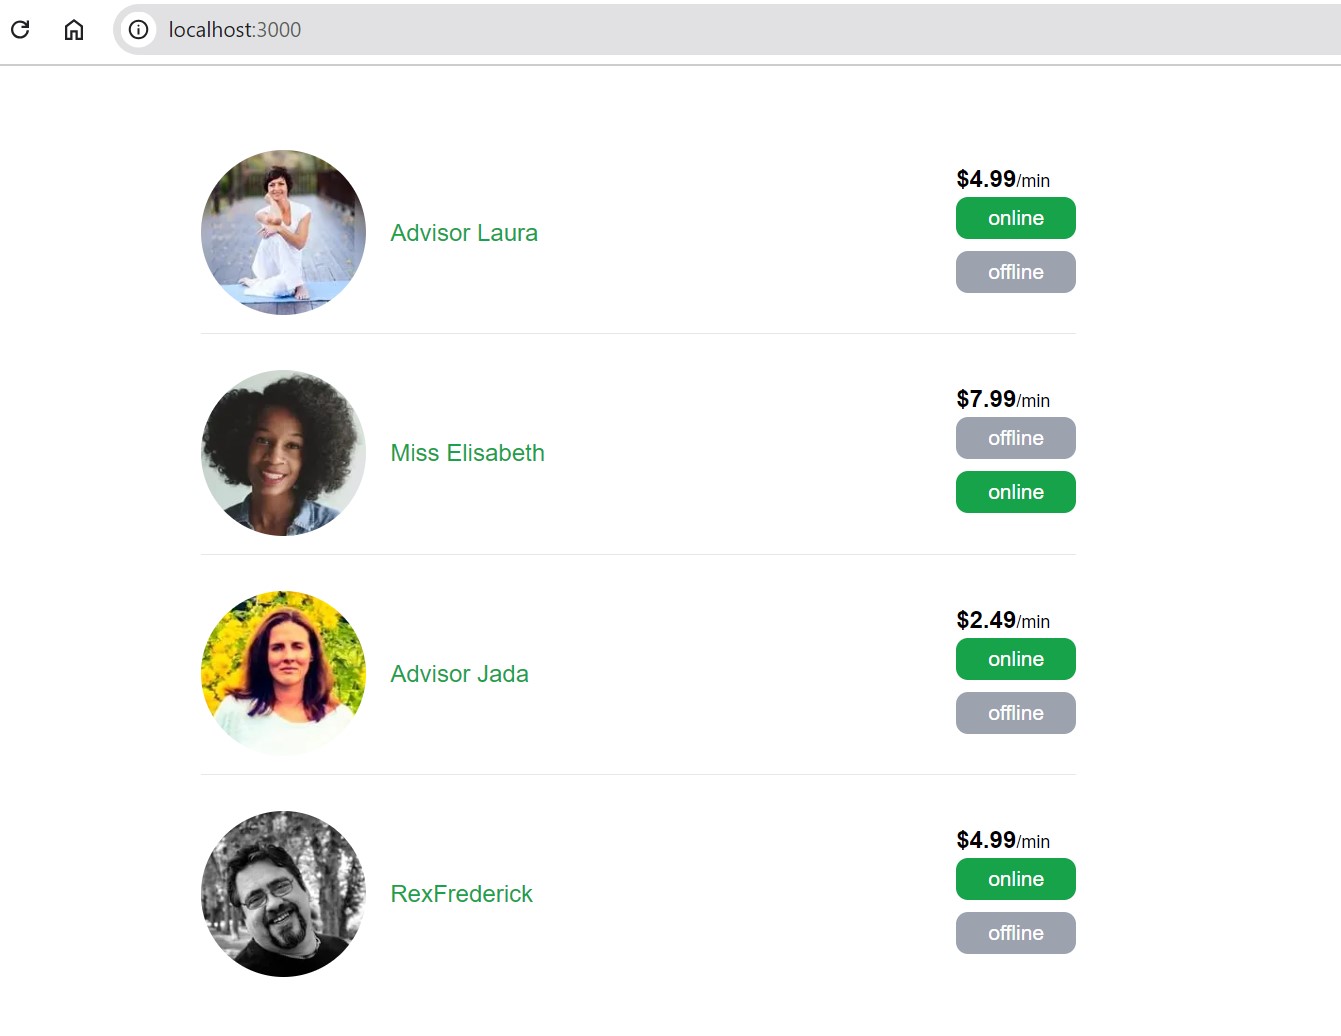 localhost:3000
$4.99/min
online
Advisor Laura
offline
$7.99/min
offline
Miss Elisabeth
online
$2.49/min
online
Advisor Jada
offline
$4.99/min
online
RexFrederick
offline